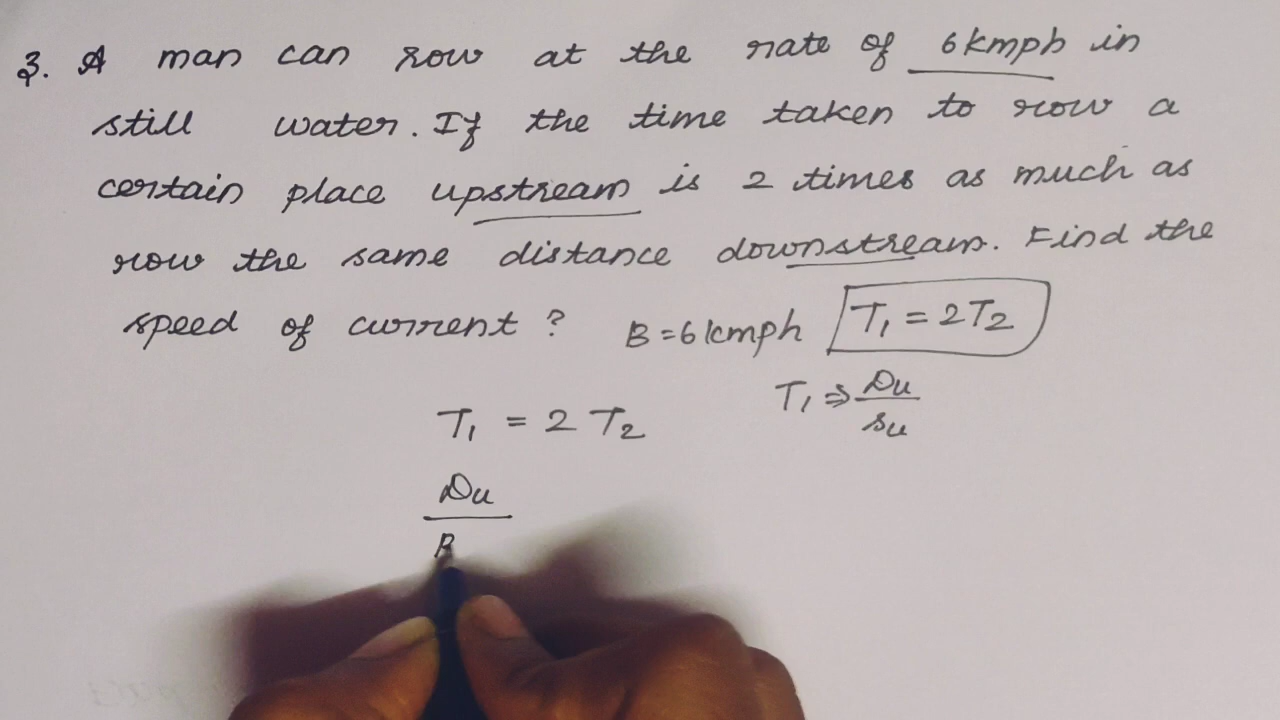 3. A man can row at the rate of 6kmph in
still water. If the time taken to row a
certain place upstream is 2 times as much as
row the same distance downstream. Find the
speed of current ? B = 6kmph T₁ = 2T₂
T₁ ⇒ Du/Su
T₁ = 2 T₂
Du
B